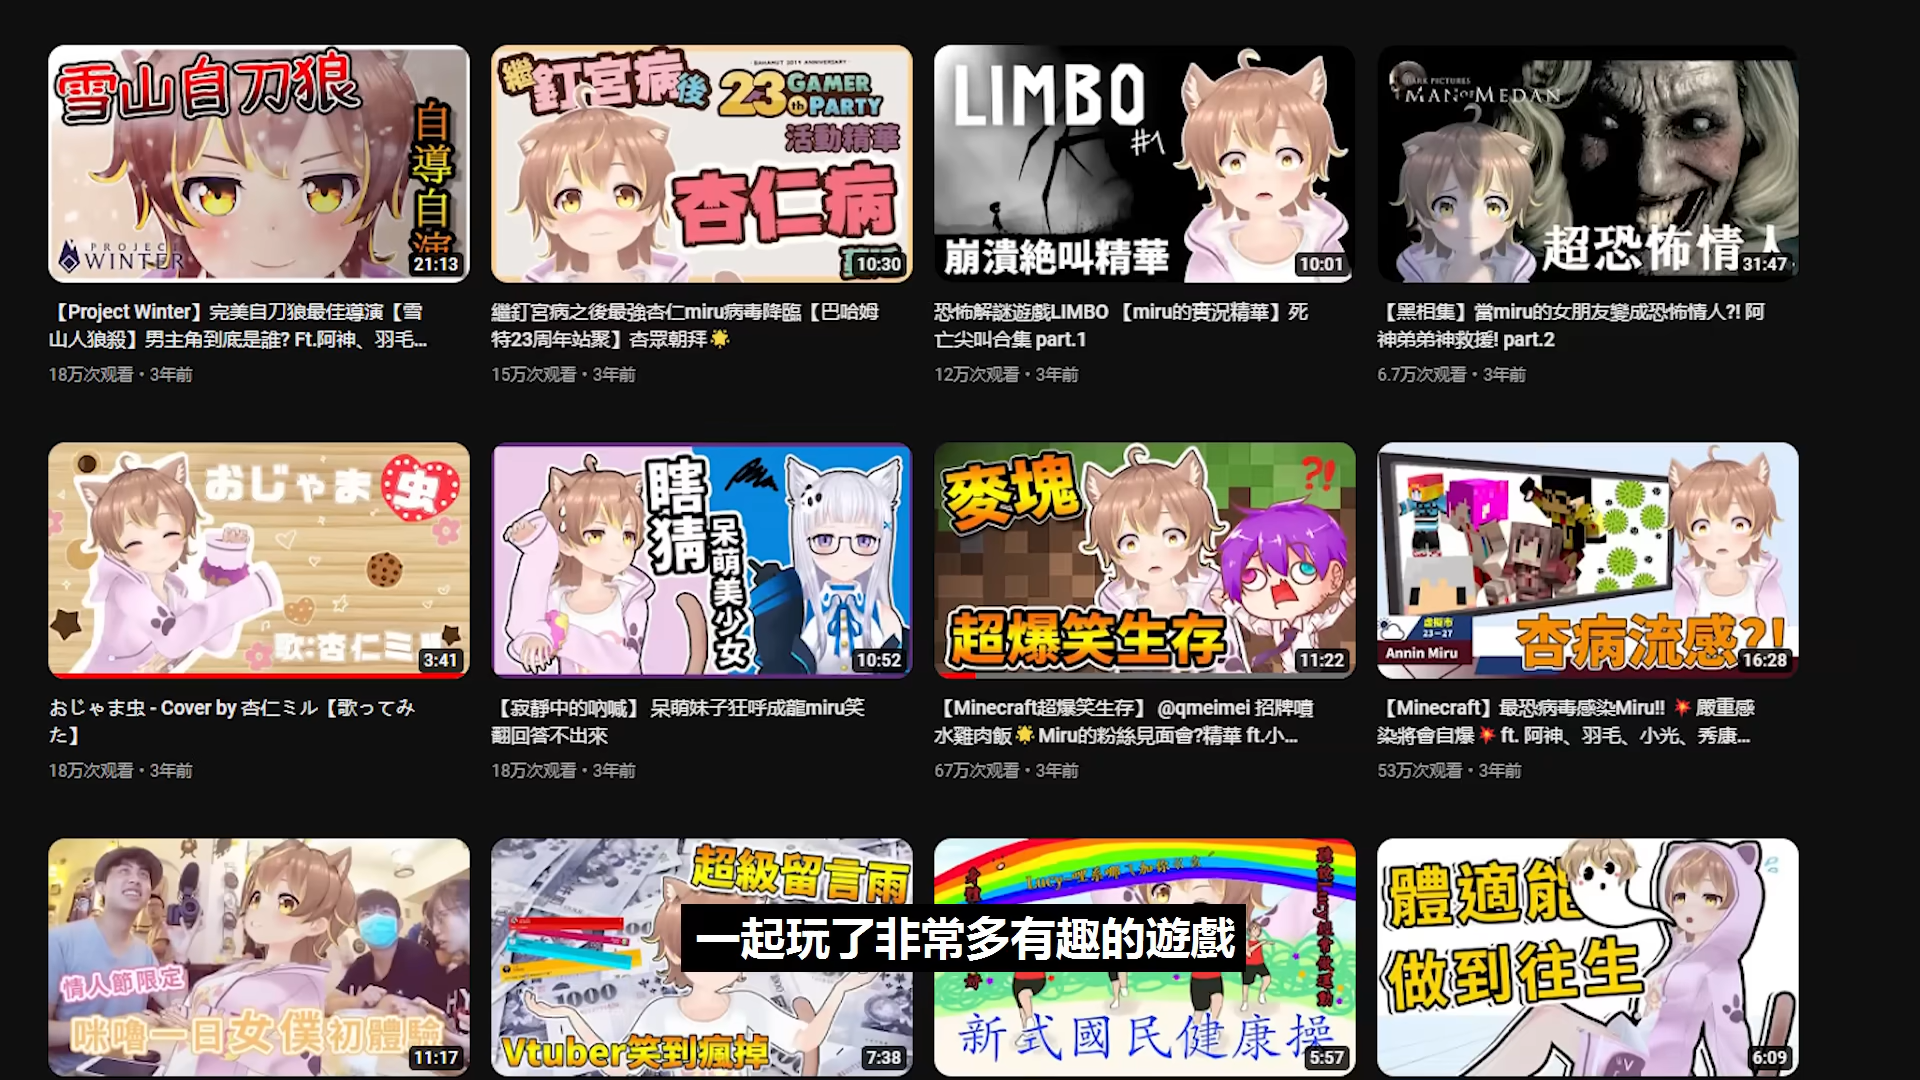 雪山自刀狼
自導自演
PROJECT
WINTER
21:13
繼釘宮病後
BAHAMUT 2019 ANNIVERSARY
23th GAMER PARTY
活動精華
杏仁病
10:30
LIMBO
#1
崩潰絶叫精華
10:01
DARK PICTURES
MAN OF MEDAN
超恐怖情人
31:47
【Project Winter】完美自刀狼最佳導演【雪
山人狼殺】男主角到底是誰? Ft.阿神、羽毛...
18万次观看・3年前
繼釘宮病之後最強杏仁miru病毒降臨【巴哈姆
特23周年站聚】杏眾朝拜🌟
15万次观看・3年前
恐怖解謎遊戲LIMBO 【miru的實況精華】死
亡尖叫合集 part.1
12万次观看・3年前
【黑相集】當miru的女朋友變成恐怖情人?! 阿
神弟弟神救援! part.2
6.7万次观看・3年前
おじゃま虫
歌:杏仁ミル
3:41
瞎猜
呆萌美少女
10:52
麥塊
?!
超爆笑生存
11:22
虛擬市
23-27
Annin Miru
杏病流感?!
16:28
おじゃま虫 - Cover by 杏仁ミル【歌ってみ
た】
18万次观看・3年前
【寂靜中的吶喊】 呆萌妹子狂呼成龍miru笑
翻回答不出來
18万次观看・3年前
【Minecraft超爆笑生存】 @qmeimei 招牌噴
水雞肉飯🌟 Miru的粉絲見面會?精華 ft.小...
67万次观看・3年前
【Minecraft】最恐病毒感染Miru!! 💥 嚴重感
染將會自爆💥 ft. 阿神、羽毛、小光、秀康...
53万次观看・3年前
情人節限定
咪嚕一日女僕初體驗
11:17
超級留言雨
1000
Vtuber笑到瘋掉
7:38
新式國民健康操
5:57
體適能
做到往生
6:09
一起玩了非常多有趣的遊戲